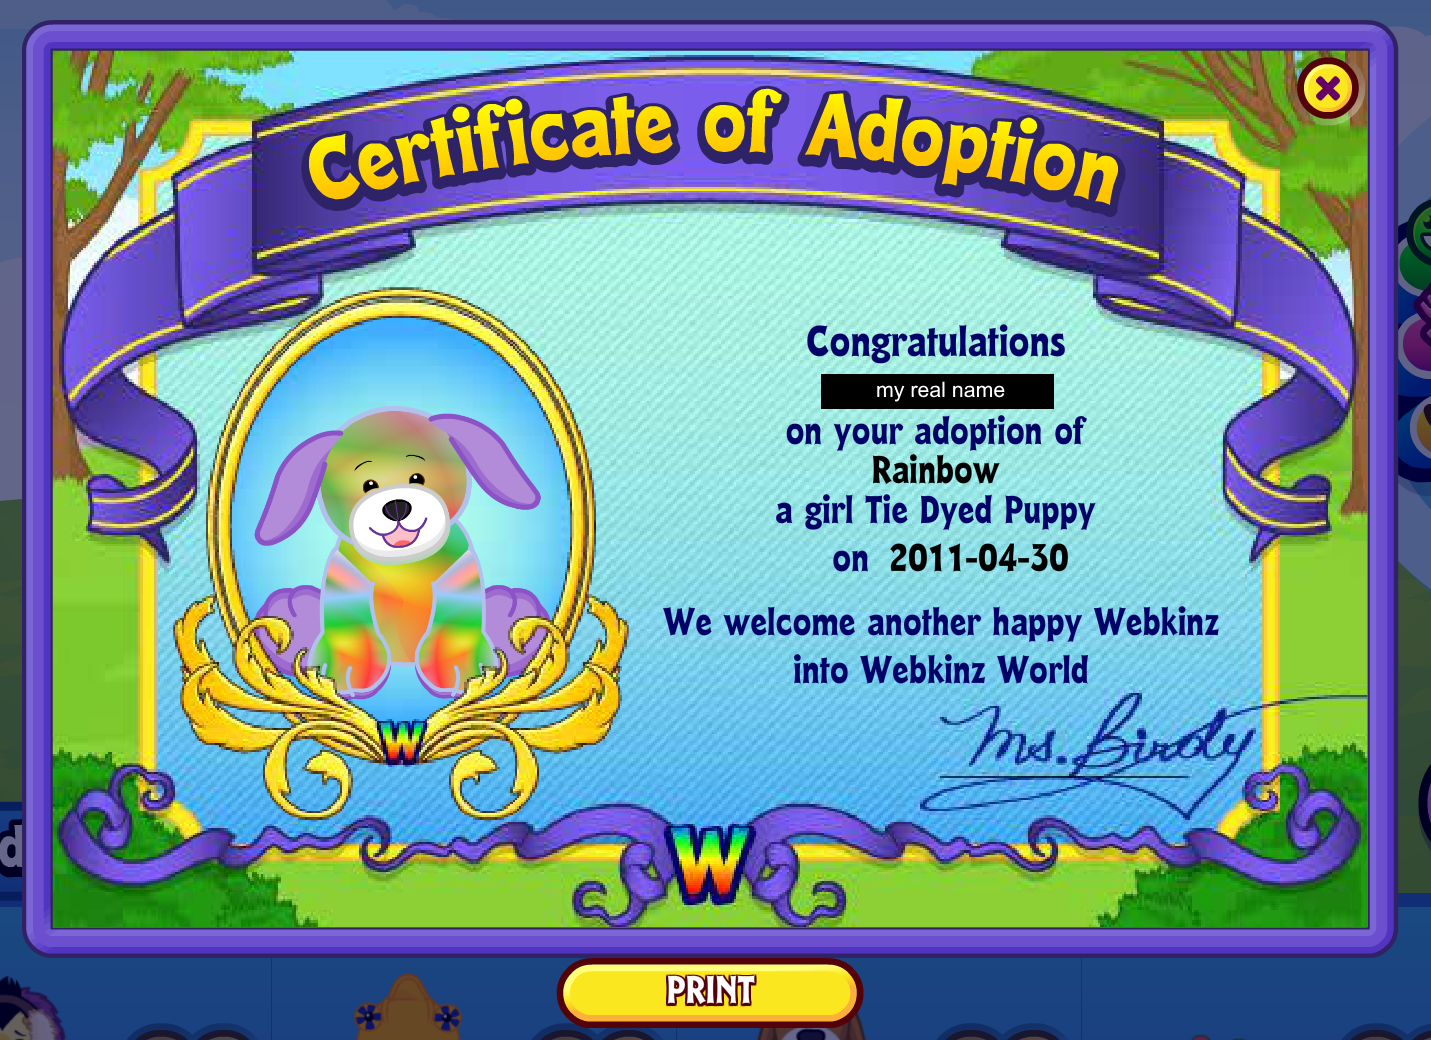 Certificate of Adoption
Congratulations
my real name
on your adoption of
Rainbow
a girl Tie Dyed Puppy
on 2011-04-30
We welcome another happy Webkinz
into Webkinz World
Ms. Birdy
W
W
PRINT